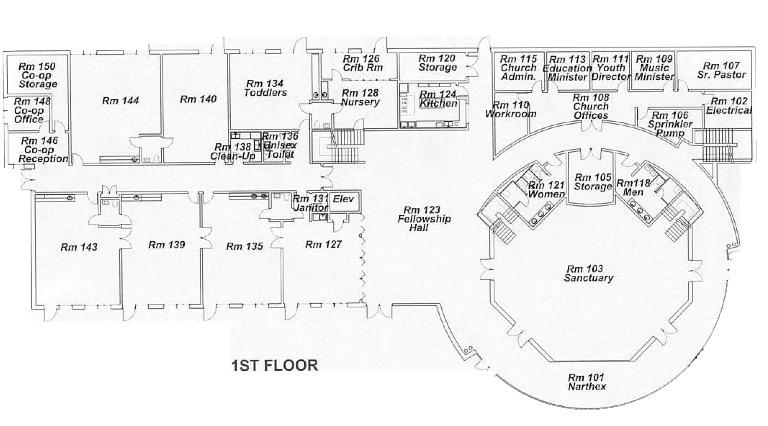 Rm 150
Co-op
Storage
Rm 148
Co-op
Office
Rm 146
Co-op
Reception
Rm 144
Rm 140
Rm 134
Toddlers
Rm 138
Clean-Up
Rm 136
Unisex
Toilet
Rm 126
Crib Rm
Rm 128
Nursery
Rm 120
Storage
Rm 124
Kitchen
Rm 115
Church
Admin.
Rm 113
Education
Minister
Rm 111
Youth
Director
Rm 109
Music
Minister
Rm 107
Sr. Pastor
Rm 110
Workroom
Rm 108
Church
Offices
Rm 106
Sprinkler
Pump
Rm 102
Electrical
Rm 121
Women
Rm 105
Storage
Rm118
Men
Rm 131
Janitor
Elev
Rm 123
Fellowship
Hall
Rm 143
Rm 139
Rm 135
Rm 127
Rm 103
Sanctuary
Rm 101
Narthex
1ST FLOOR